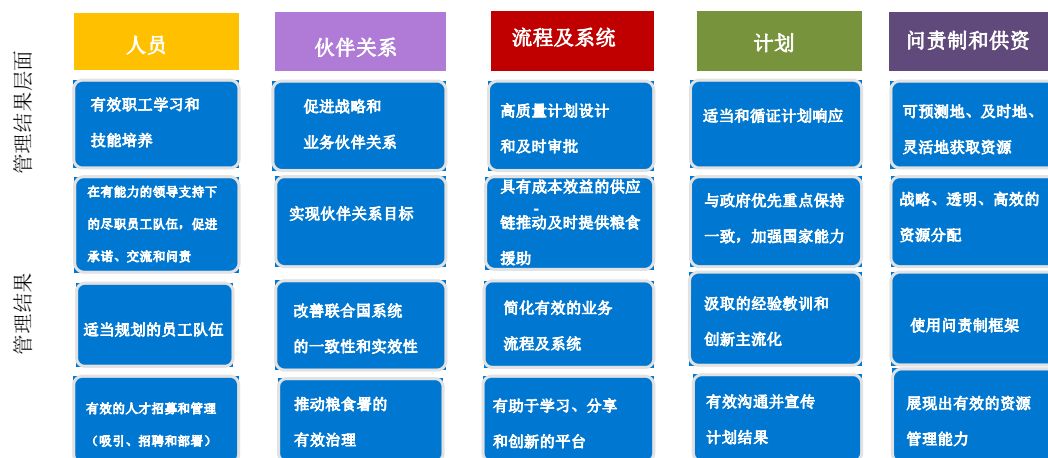 管理结果层面
人员
伙伴关系
流程及系统
计划
问责制和供资
有效职工学习和
技能培养
促进战略和
业务伙伴关系
高质量计划设计
和及时审批
适当和循证计划响应
可预测地、及时地、
灵活地获取资源
管理结果
在有能力的领导支持下
的尽职员工队伍，促进
承诺、交流和问责
实现伙伴关系目标
具有成本效益的供应
链推动及时提供粮食
援助
与政府优先重点保持
一致，加强国家能力
战略、透明、高效的
资源分配
适当规划的员工队伍
改善联合国系统
的一致性和实效性
简化有效的业务
流程及系统
汲取的经验教训和
创新主流化
使用问责制框架
有效的人才招募和管理
（吸引、招聘和部署）
推动粮食署的
有效治理
有助于学习、分享
和创新的平台
有效沟通并宣传
计划结果
展现出有效的资源
管理能力